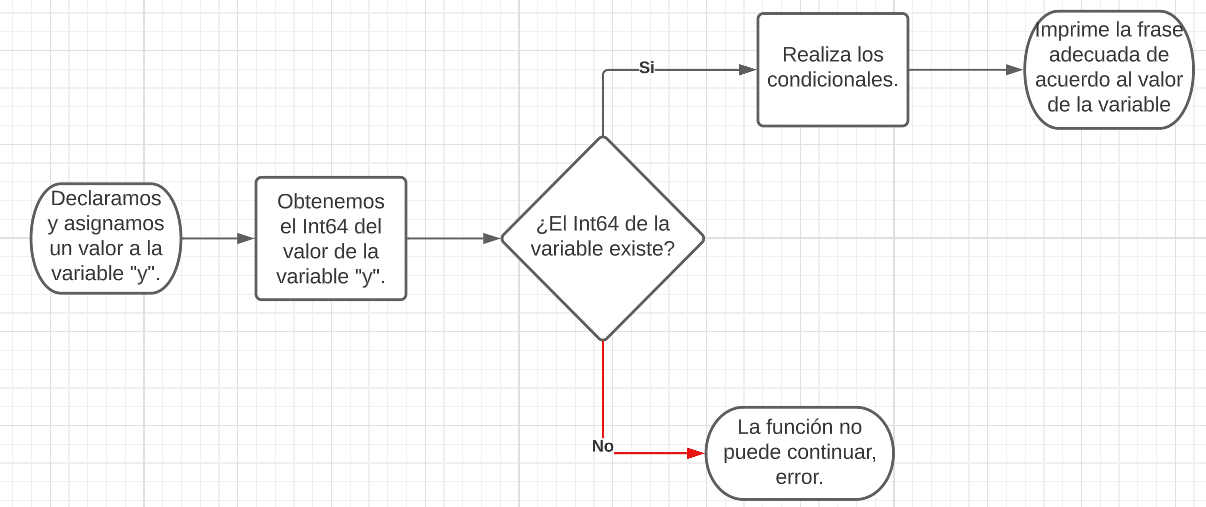 Declaramos
y asignamos
un valor a la
variable "y".
Obtenemos
el Int64 del
valor de la
variable "y".
¿El Int64 de la
variable existe?
Si
Realiza los
condicionales.
Imprime la frase
adecuada de
acuerdo al valor
de la variable
No
La función no
puede continuar,
error.